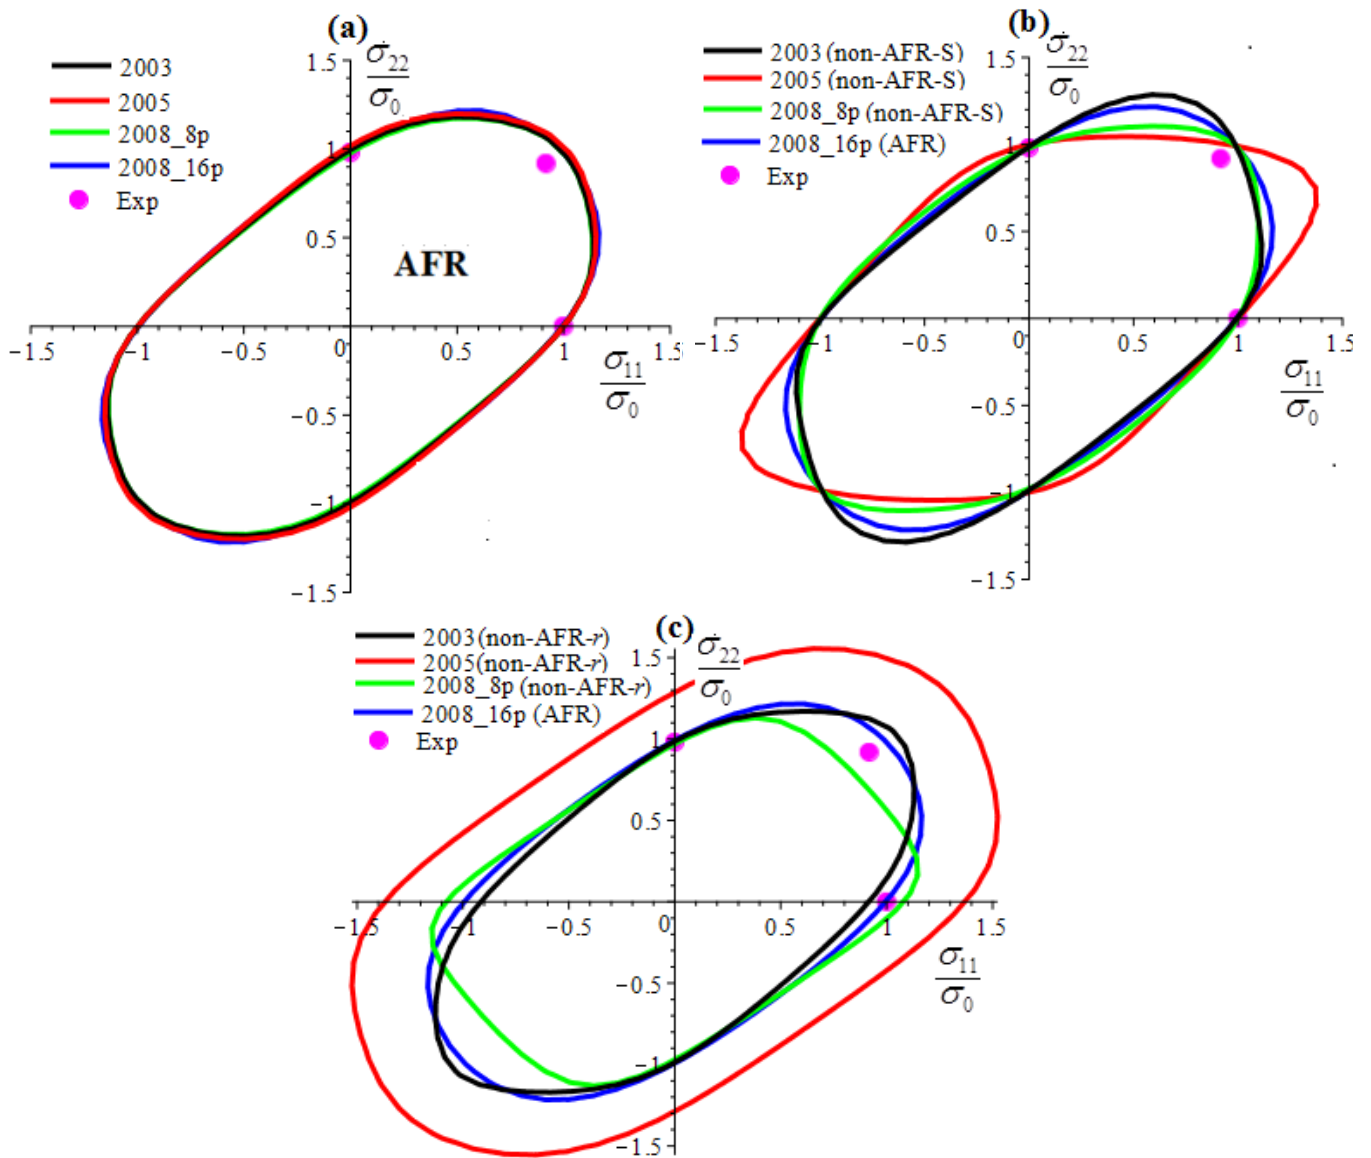 (a)
2003
2005
2008_8p
2008_16p
Exp
σ22
σ0
1.5
1
0.5
AFR
−1.5
−1
−0.5
0
0.5
1
1.5
σ11
σ0
−0.5
−1
−1.5
(b)
2003 (non-AFR-S)
2005 (non-AFR-S)
2008_8p (non-AFR-S)
2008_16p (AFR)
Exp
σ22
σ0
1.5
1
0.5
−1.5
−1
−0.5
0
0.5
1
1.5
σ11
σ0
−0.5
−1
−1.5
(c)
2003(non-AFR-r)
2005(non-AFR-r)
2008_8p (non-AFR-r)
2008_16p (AFR)
Exp
σ22
σ0
1.5
1
0.5
−1.5
−1
−0.5
0
0.5
1
1.5
σ11
σ0
−0.5
−1
−1.5